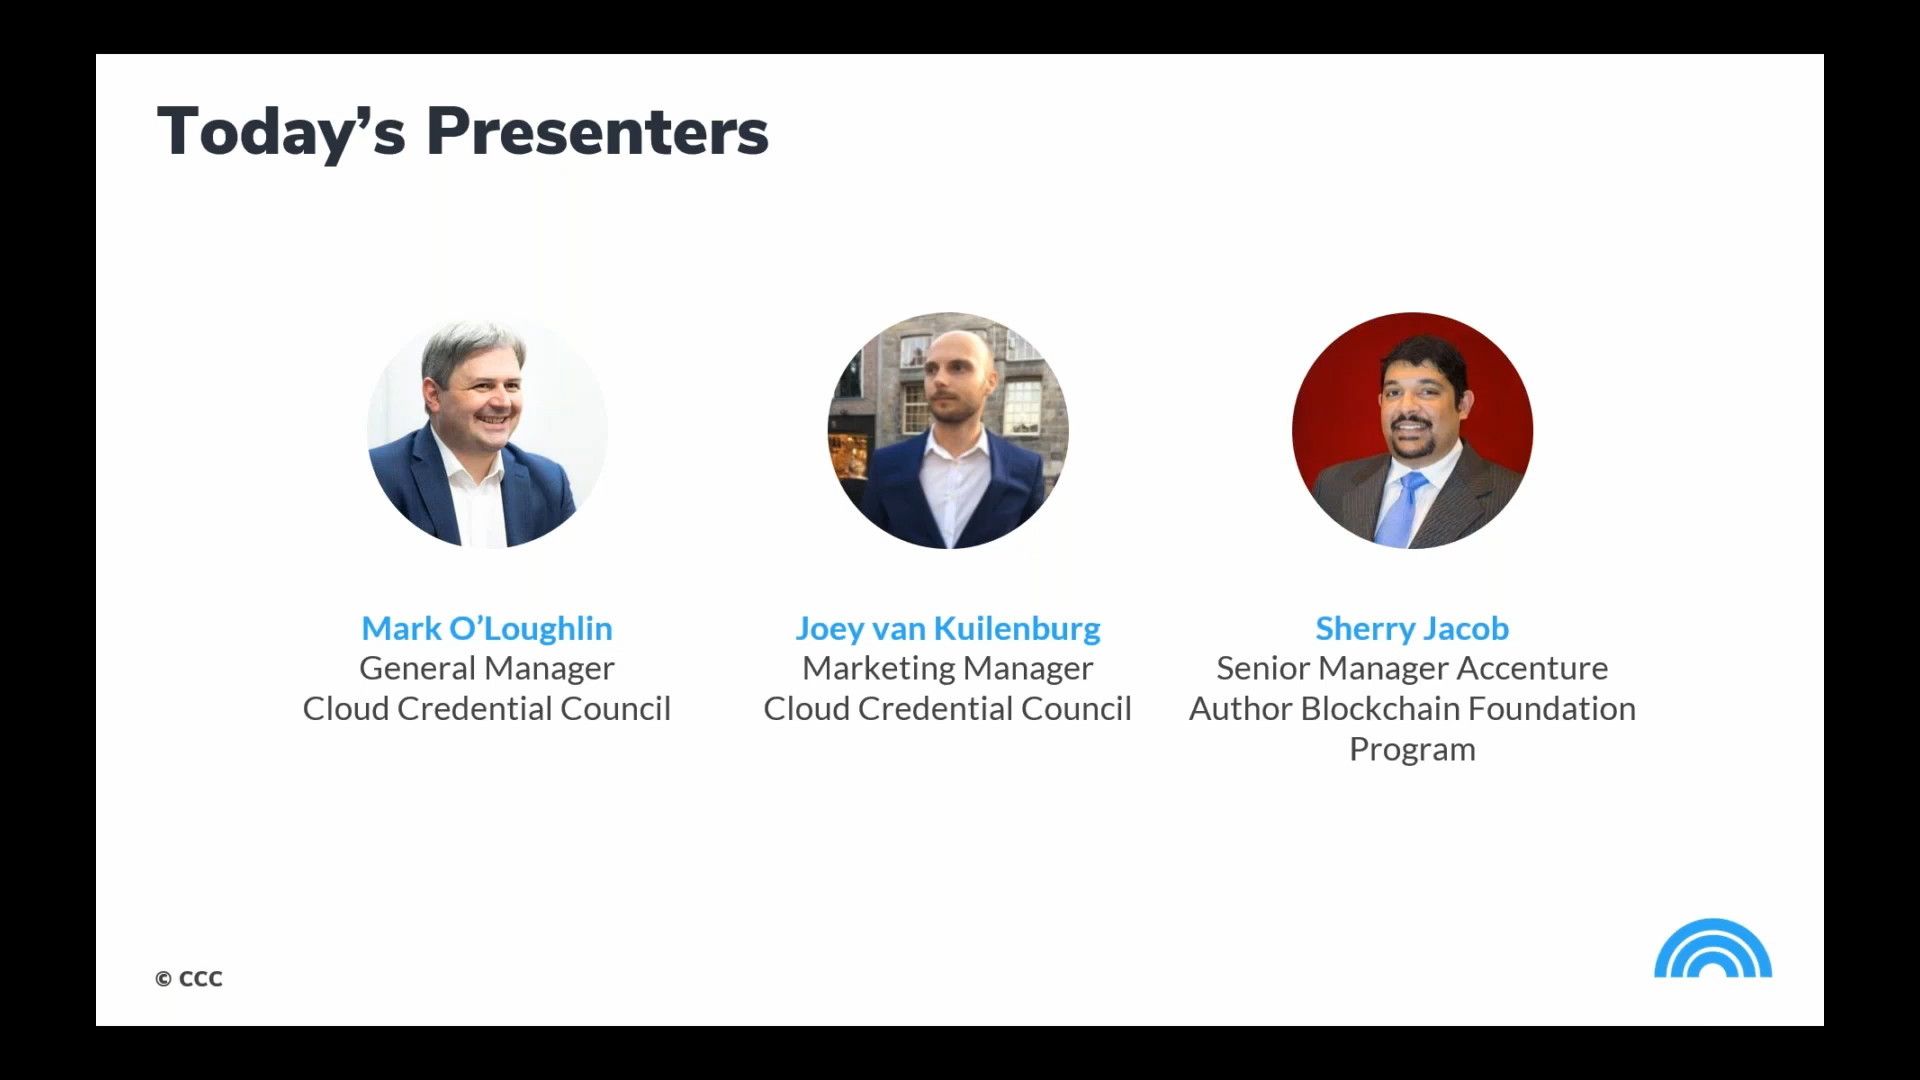 Today’s Presenters
Mark O’Loughlin
General Manager
Cloud Credential Council
Joey van Kuilenburg
Marketing Manager
Cloud Credential Council
Sherry Jacob
Senior Manager Accenture
Author Blockchain Foundation
Program
© CCC